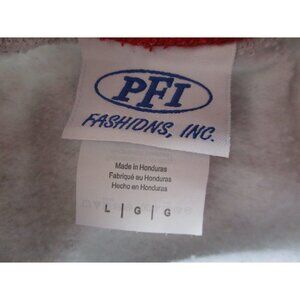 PFI
FASHIONS, INC.
Made in Honduras
Fabriqué au Honduras
Hecho en Honduras
L | G | G